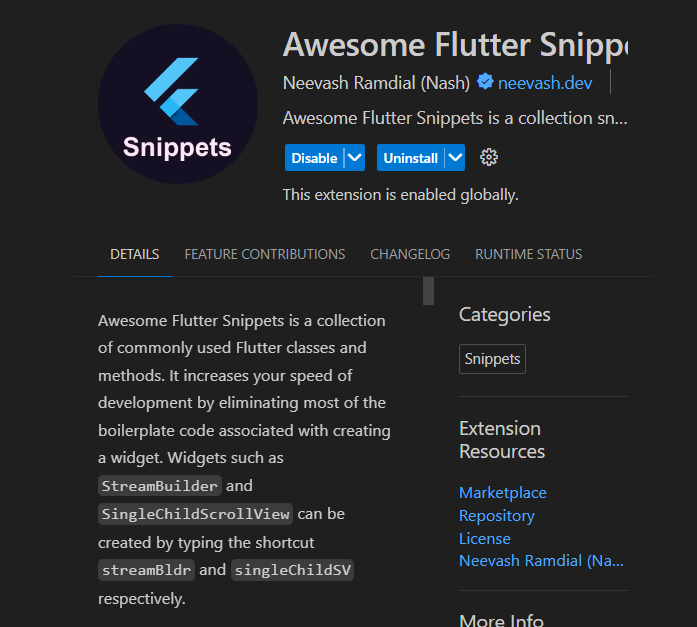 Snippets
Awesome Flutter Snipp
Neevash Ramdial (Nash) neevash.dev
Awesome Flutter Snippets is a collection sn...
Disable Uninstall
This extension is enabled globally.
DETAILS FEATURE CONTRIBUTIONS CHANGELOG RUNTIME STATUS
Awesome Flutter Snippets is a collection
of commonly used Flutter classes and
methods. It increases your speed of
development by eliminating most of the
boilerplate code associated with creating
a widget. Widgets such as
StreamBuilder and
SingleChildScrollView can be
created by typing the shortcut
streamBldr and singleChildSV
respectively.
Categories
Snippets
Extension
Resources
Marketplace
Repository
License
Neevash Ramdial (Na...
More Info